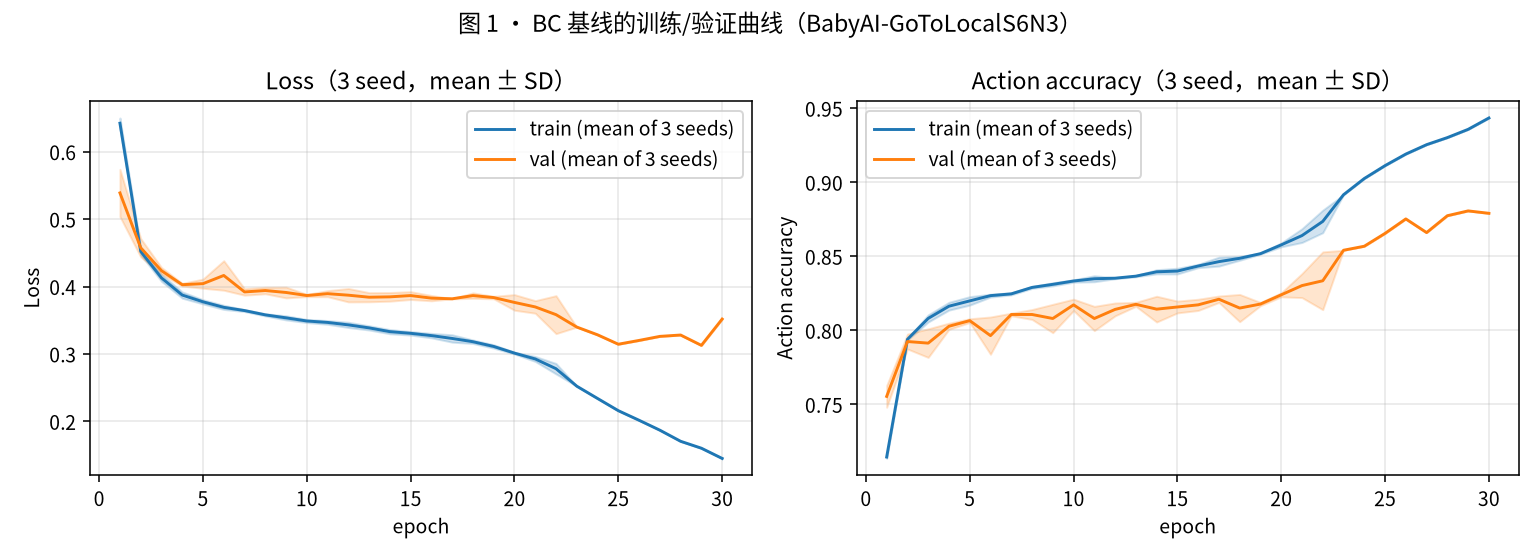 图 1 · BC 基线的训练/验证曲线（BabyAI-GoToLocalS6N3）
Loss（3 seed，mean ± SD）
train (mean of 3 seeds)
val (mean of 3 seeds)
Loss
0.6
0.5
0.4
0.3
0.2
0
5
10
15
20
25
30
epoch
Action accuracy（3 seed，mean ± SD）
train (mean of 3 seeds)
val (mean of 3 seeds)
Action accuracy
0.95
0.90
0.85
0.80
0.75
0
5
10
15
20
25
30
epoch